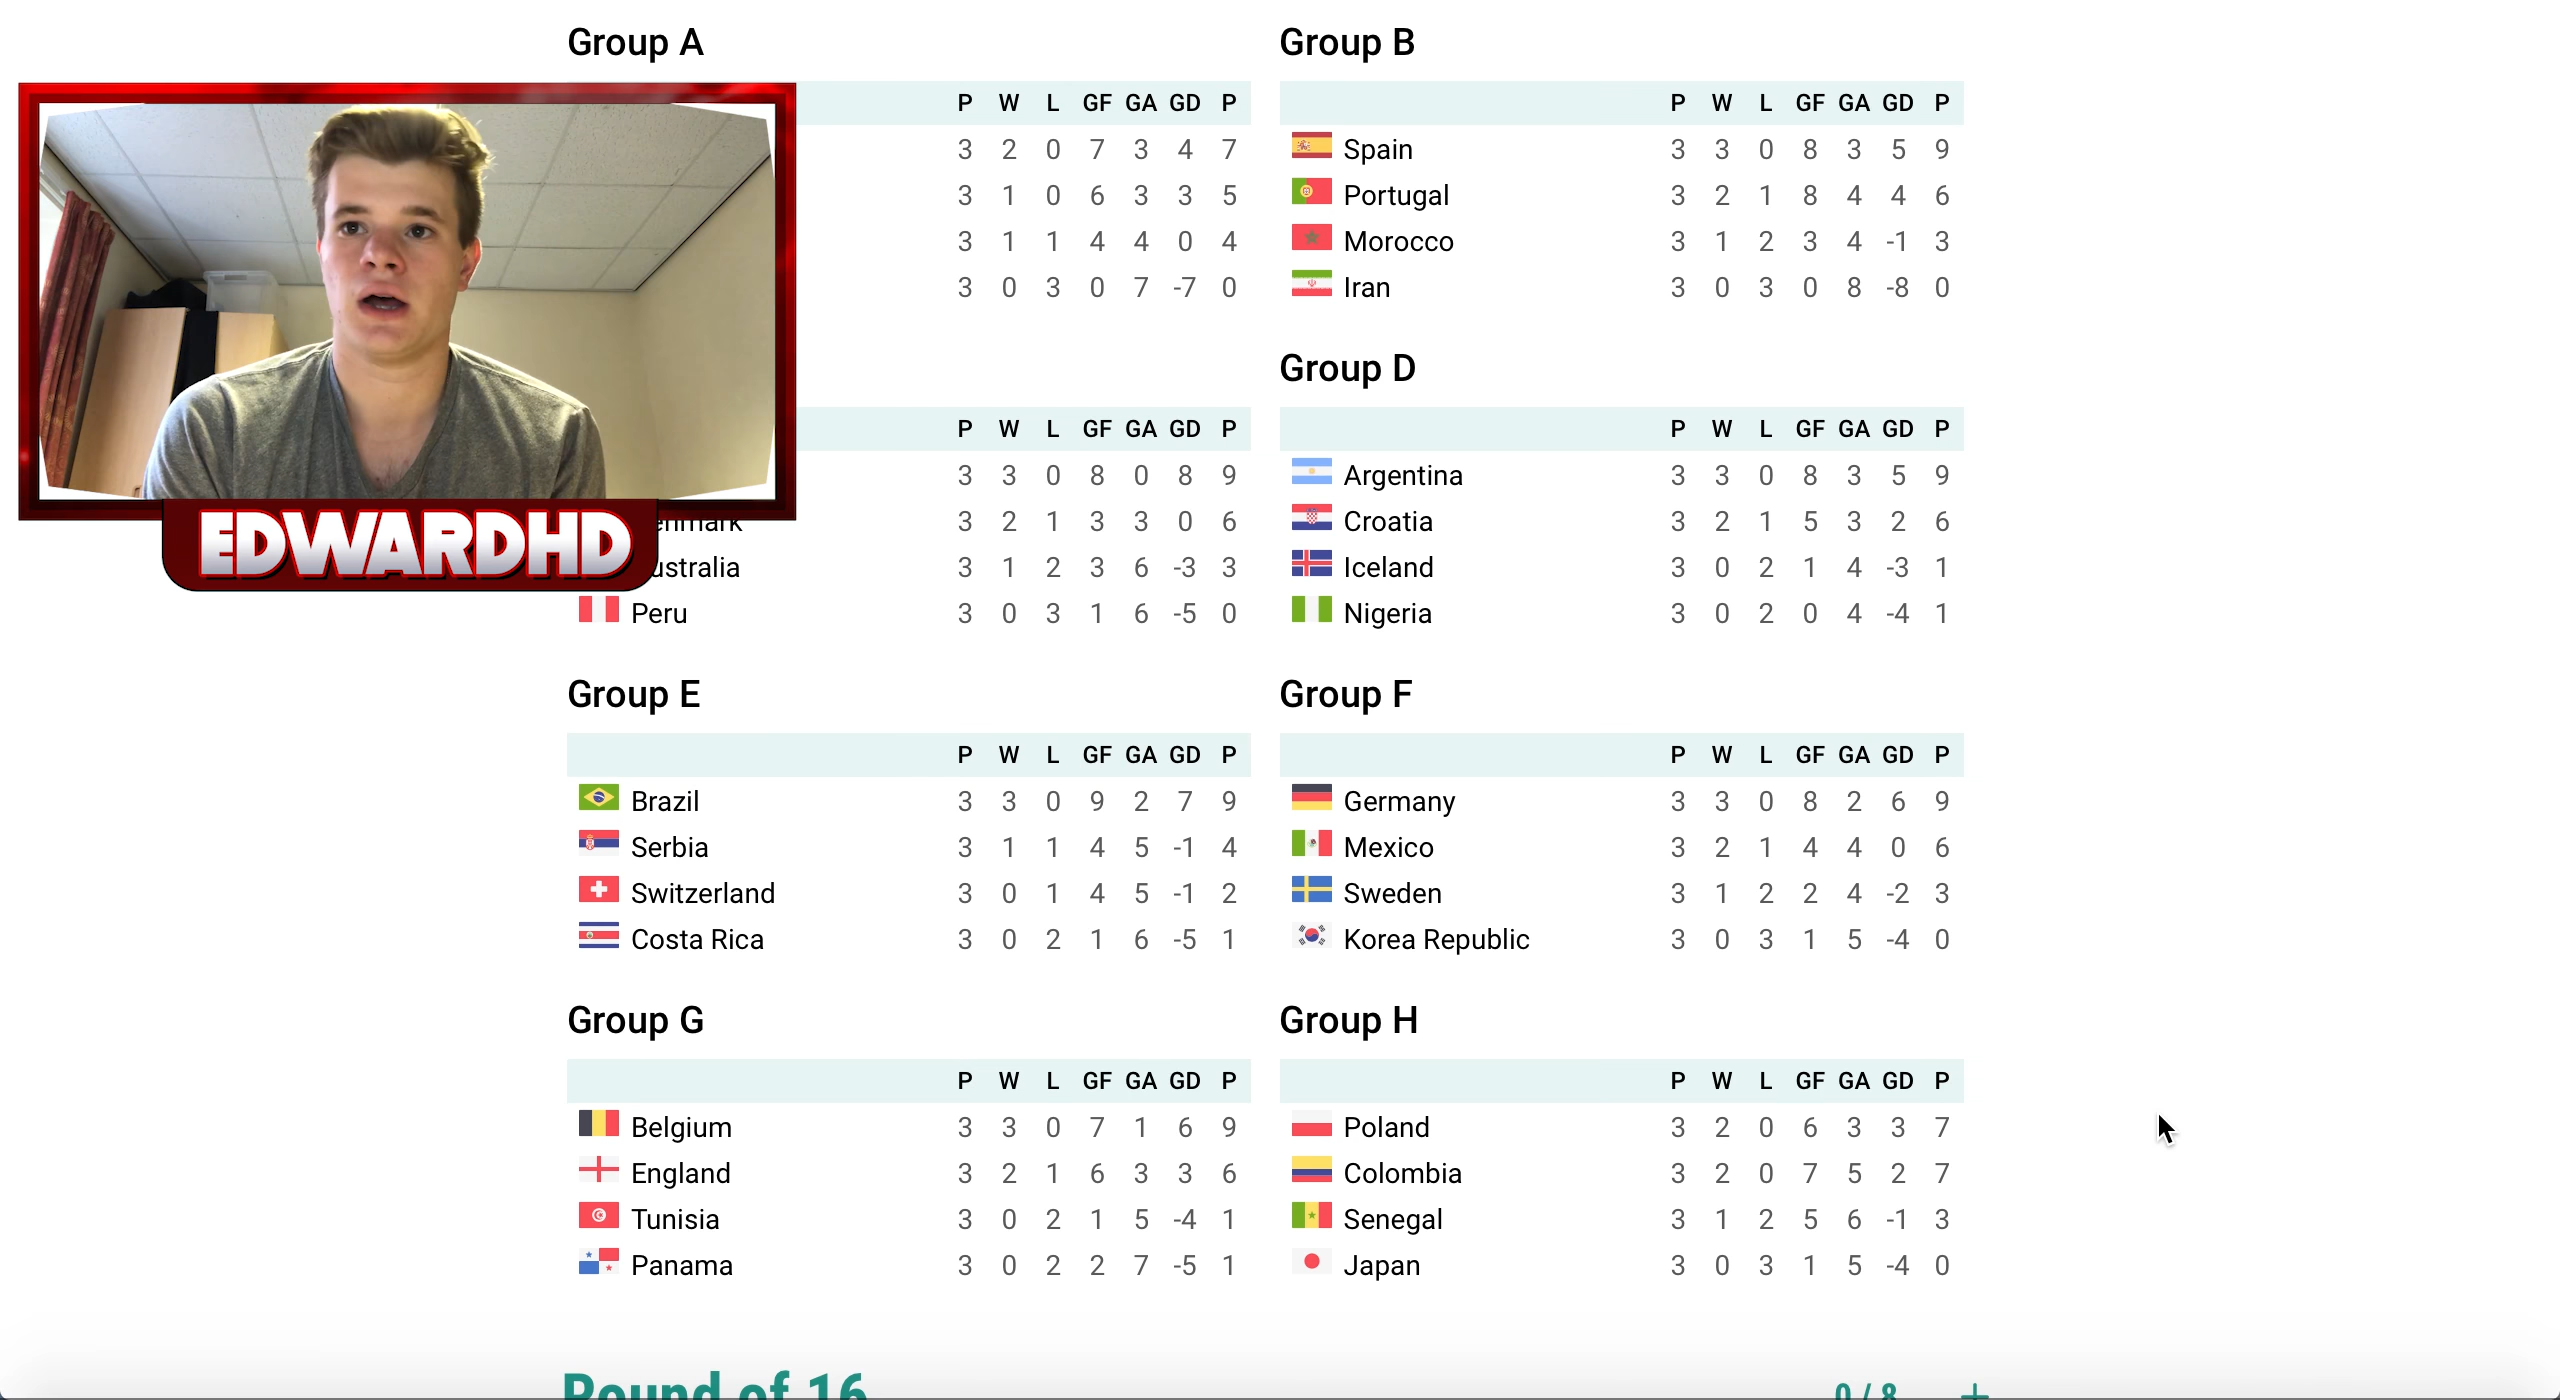 Group A
P W L GF GA GD P
3 2 0 7 3 4 7
3 1 0 6 3 3 5
3 1 1 4 4 0 4
3 0 3 0 7 -7 0
Group B
P W L GF GA GD P
Spain 3 3 0 8 3 5 9
Portugal 3 2 1 8 4 4 6
Morocco 3 1 2 3 4 -1 3
Iran 3 0 3 0 8 -8 0
EDWARDHD
P W L GF GA GD P
3 3 0 8 0 8 9
enmark 3 2 1 3 3 0 6
ustralia 3 1 2 3 6 -3 3
Peru 3 0 3 1 6 -5 0
Group D
P W L GF GA GD P
Argentina 3 3 0 8 3 5 9
Croatia 3 2 1 5 3 2 6
Iceland 3 0 2 1 4 -3 1
Nigeria 3 0 2 0 4 -4 1
Group E
P W L GF GA GD P
Brazil 3 3 0 9 2 7 9
Serbia 3 1 1 4 5 -1 4
Switzerland 3 0 1 4 5 -1 2
Costa Rica 3 0 2 1 6 -5 1
Group F
P W L GF GA GD P
Germany 3 3 0 8 2 6 9
Mexico 3 2 1 4 4 0 6
Sweden 3 1 2 2 4 -2 3
Korea Republic 3 0 3 1 5 -4 0
Group G
P W L GF GA GD P
Belgium 3 3 0 7 1 6 9
England 3 2 1 6 3 3 6
Tunisia 3 0 2 1 5 -4 1
Panama 3 0 2 2 7 -5 1
Group H
P W L GF GA GD P
Poland 3 2 0 6 3 3 7
Colombia 3 2 0 7 5 2 7
Senegal 3 1 2 5 6 -1 3
Japan 3 0 3 1 5 -4 0
Round of 16
0 / 8 +